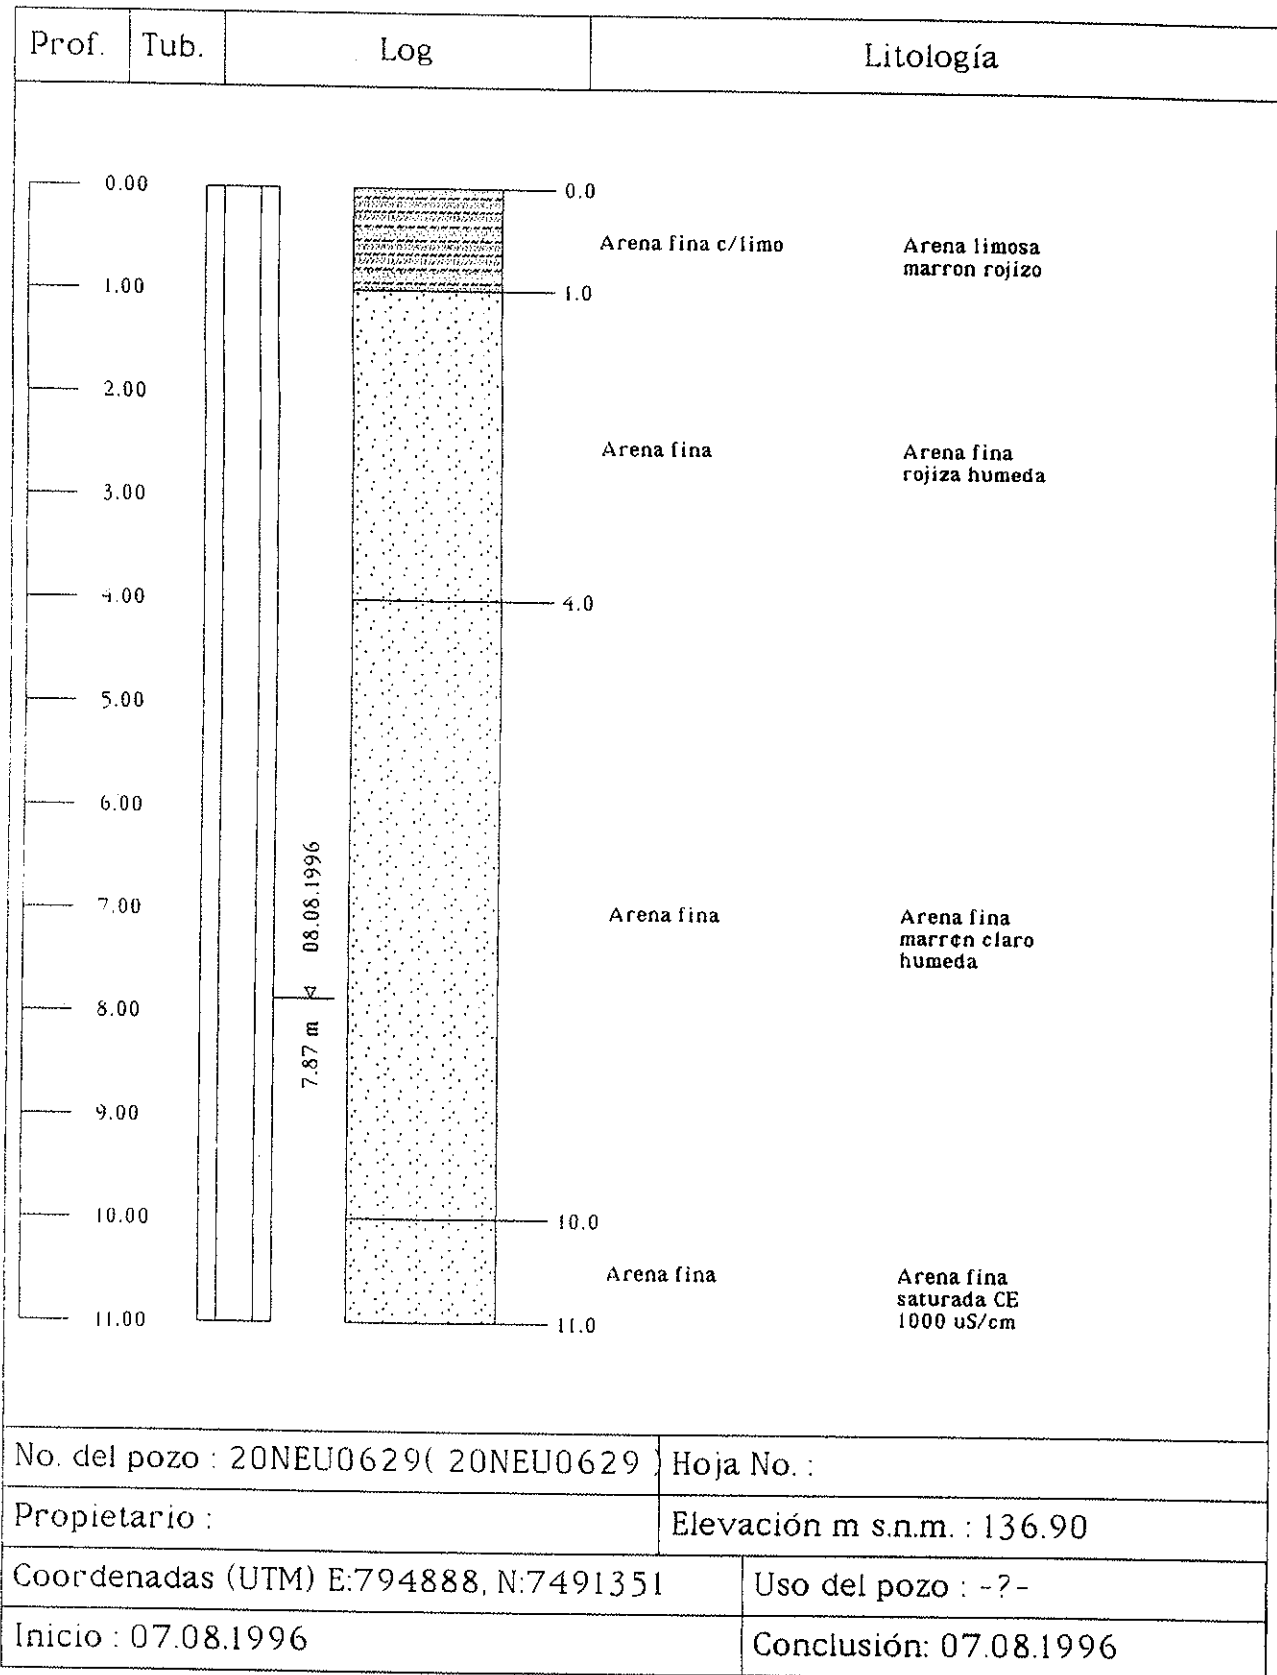 Prof. Tub. Log Litología
0.00 0.0
Arena fina c/limo Arena limosa
marron rojizo
1.00 1.0
2.00
Arena fina Arena fina
rojiza humeda
3.00
4.00 4.0
5.00
6.00
08.08.1996
7.00 Arena fina Arena fina
marron claro
humeda
8.00
7.87 m
9.00
10.00 10.0
Arena fina Arena fina
saturada CE
1000 uS/cm
11.00 11.0
No. del pozo : 20NEU0629( 20NEU0629 ) Hoja No. :
Propietario : Elevación m s.n.m. : 136.90
Coordenadas (UTM) E:794888, N:7491351 Uso del pozo : -?-
Inicio : 07.08.1996 Conclusión: 07.08.1996